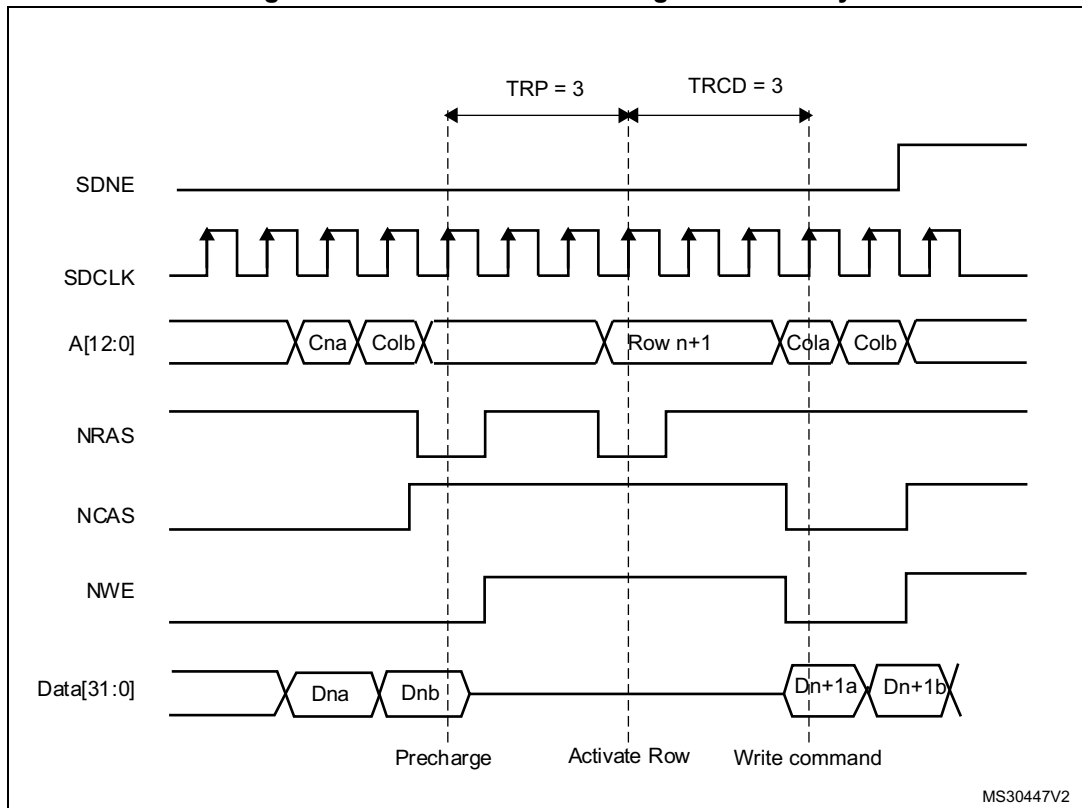 TRP = 3 TRCD = 3
SDNE
SDCLK
A[12:0] Cna Colb Row n+1 Cola Colb
NRAS
NCAS
NWE
Data[31:0] Dna Dnb Dn+1a Dn+1b
Precharge Activate Row Write command
MS30447V2